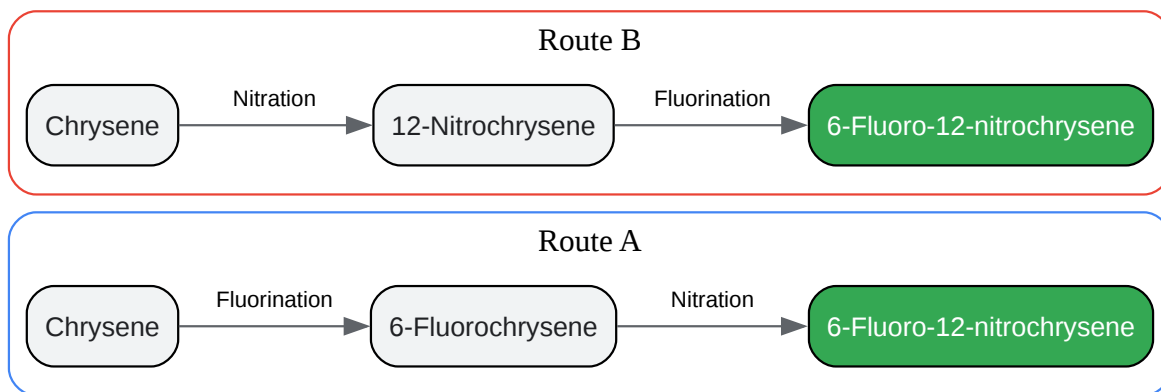 Route B
Nitration
Fluorination
Chrysene
12-Nitrochrysene
6-Fluoro-12-nitrochrysene
Route A
Fluorination
Nitration
Chrysene
6-Fluorochrysene
6-Fluoro-12-nitrochrysene